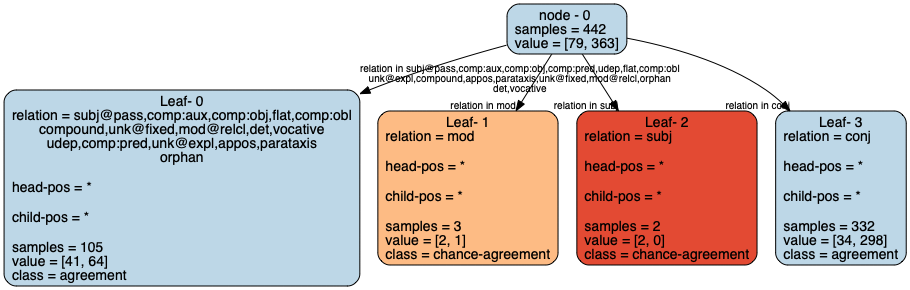 node - 0
samples = 442
value = [79, 363]
relation in subj@pass,comp:aux,comp:obj,comp:pred,udep,flat,comp:obl
unk@expl,compound,appos,parataxis,unk@fixed,mod@relcl,orphan
det,vocative
relation in mod
relation in subj
relation in conj
Leaf- 0
relation = subj@pass,comp:aux,comp:obj,flat,comp:obl
compound,unk@fixed,mod@relcl,det,vocative
udep,comp:pred,unk@expl,appos,parataxis
orphan
head-pos = *
child-pos = *
samples = 105
value = [41, 64]
class = agreement
Leaf- 1
relation = mod
head-pos = *
child-pos = *
samples = 3
value = [2, 1]
class = chance-agreement
Leaf- 2
relation = subj
head-pos = *
child-pos = *
samples = 2
value = [2, 0]
class = chance-agreement
Leaf- 3
relation = conj
head-pos = *
child-pos = *
samples = 332
value = [34, 298]
class = agreement